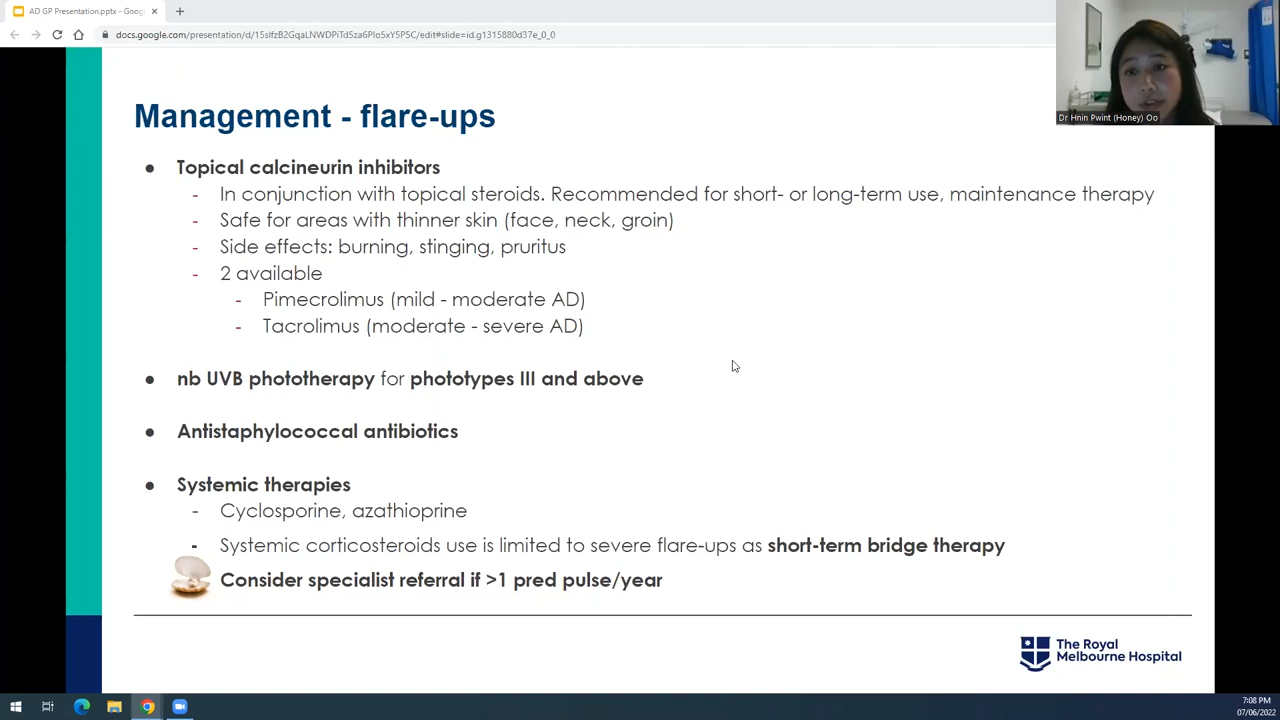 AD GP Presentation.pptx - Goog
docs.google.com/presentation/d/15slfzB2GqaLNWDPiTd5za6PIo5xY5P5C/edit#slide=id.g1315880d37e_0_0
Dr Hnin Pwint (Honey) Oo
Management - flare-ups
● Topical calcineurin inhibitors
- In conjunction with topical steroids. Recommended for short- or long-term use, maintenance therapy
- Safe for areas with thinner skin (face, neck, groin)
- Side effects: burning, stinging, pruritus
- 2 available
- Pimecrolimus (mild - moderate AD)
- Tacrolimus (moderate - severe AD)
● nb UVB phototherapy for phototypes III and above
● Antistaphylococcal antibiotics
● Systemic therapies
- Cyclosporine, azathioprine
- Systemic corticosteroids use is limited to severe flare-ups as short-term bridge therapy
Consider specialist referral if >1 pred pulse/year
The Royal
Melbourne Hospital
7:08 PM
07/06/2022